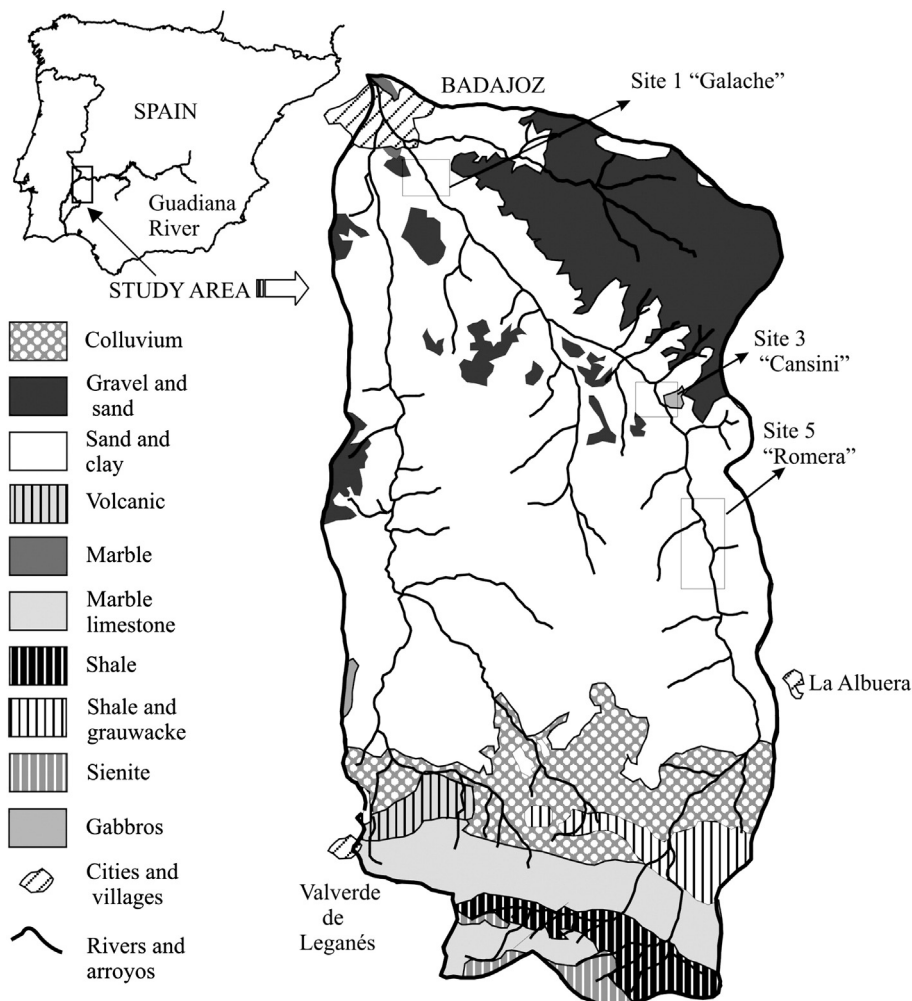 BADAJOZ
Site 1 “Galache”
SPAIN
Guadiana
River
STUDY AREA
Site 3
“Cansini”
Site 5
“Romera”
La Albuera
Valverde
de
Leganés
Colluvium
Gravel and
sand
Sand and
clay
Volcanic
Marble
Marble
limestone
Shale
Shale and
grauwacke
Sienite
Gabbros
Cities and
villages
Rivers and
arroyos